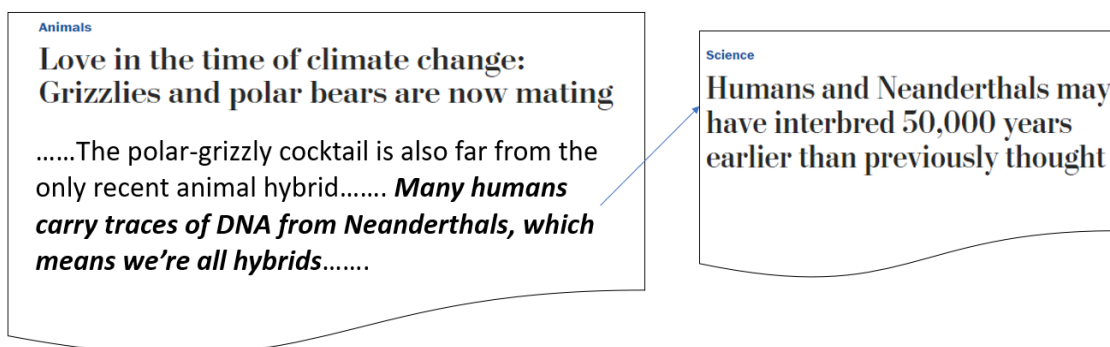 Animals
Love in the time of climate change:
Grizzlies and polar bears are now mating
......The polar-grizzly cocktail is also far from the
only recent animal hybrid....... Many humans
carry traces of DNA from Neanderthals, which
means we’re all hybrids.......
Science
Humans and Neanderthals may
have interbred 50,000 years
earlier than previously thought